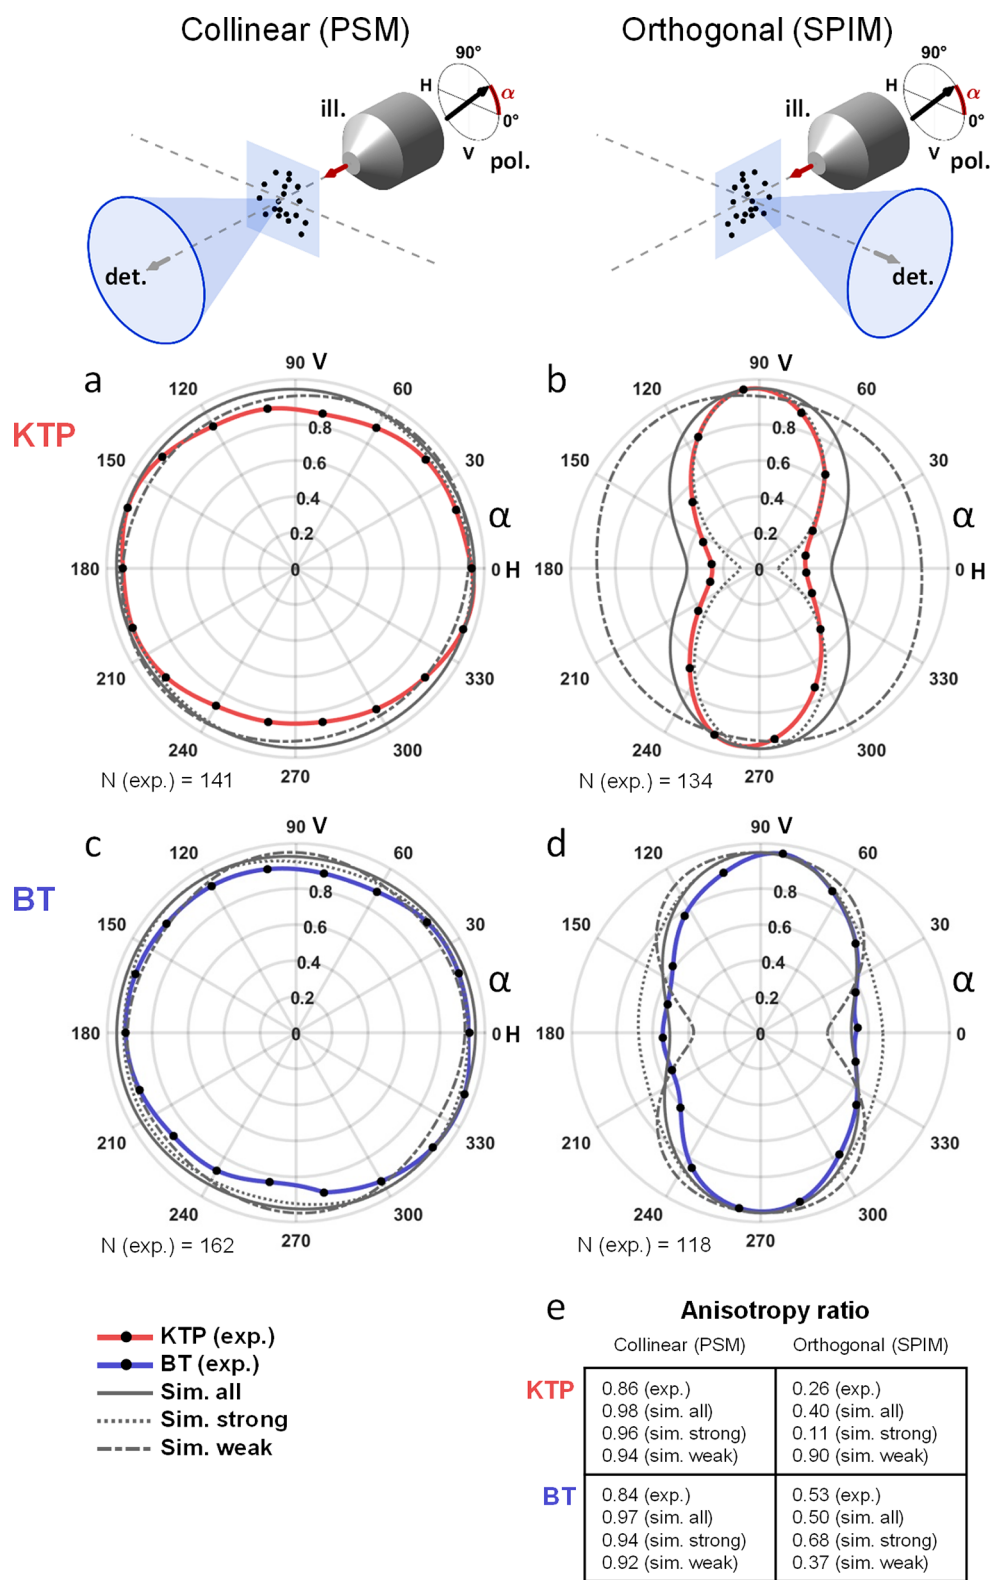 Collinear (PSM)
Orthogonal (SPIM)
90°
H
α
0°
V
pol.
ill.
det.
90°
H
α
0°
V
pol.
ill.
det.
a
KTP
90 V
120
60
150
30
0.8
0.6
0.4
0.2
0
α
180
0 H
210
330
240
300
270
N (exp.) = 141
b
90 V
120
60
150
30
0.8
0.6
0.4
0.2
0
α
180
0 H
210
330
240
300
270
N (exp.) = 134
c
BT
90 V
120
60
150
30
0.8
0.6
0.4
0.2
0
α
180
0 H
210
330
240
300
270
N (exp.) = 162
d
90 V
120
60
150
30
0.8
0.6
0.4
0.2
0
α
180
0
210
330
240
300
270
N (exp.) = 118
KTP (exp.)
BT (exp.)
Sim. all
Sim. strong
Sim. weak
e
Anisotropy ratio
Collinear (PSM)
Orthogonal (SPIM)
KTP
0.86 (exp.)
0.98 (sim. all)
0.96 (sim. strong)
0.94 (sim. weak)
0.26 (exp.)
0.40 (sim. all)
0.11 (sim. strong)
0.90 (sim. weak)
BT
0.84 (exp.)
0.97 (sim. all)
0.94 (sim. strong)
0.92 (sim. weak)
0.53 (exp.)
0.50 (sim. all)
0.68 (sim. strong)
0.37 (sim. weak)